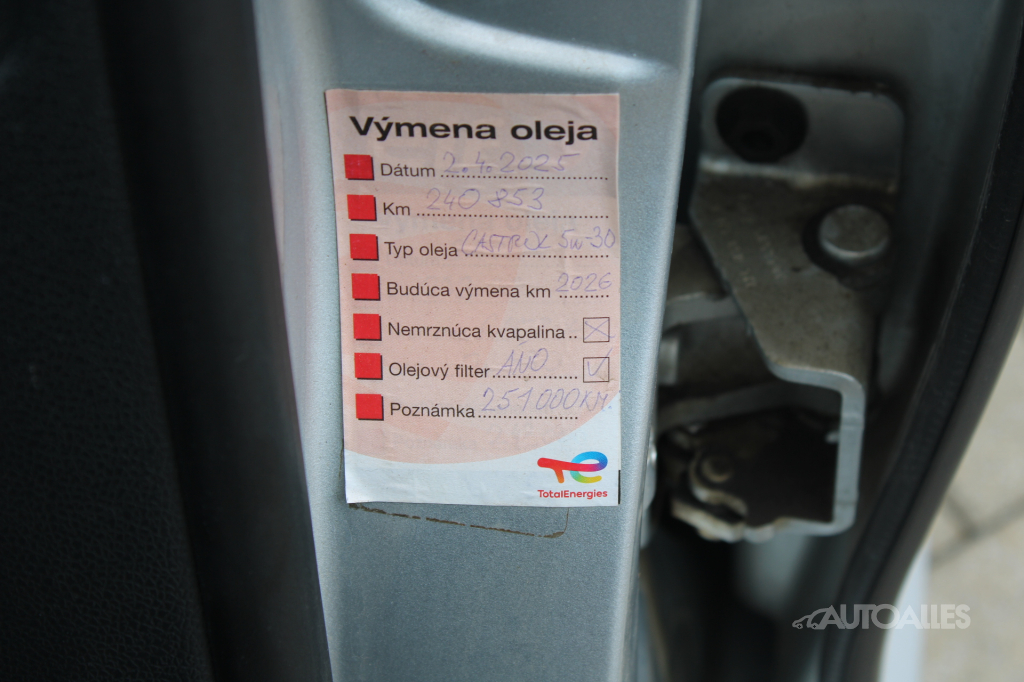 Výmena oleja
Dátum 2.4.2025
Km 240 853
Typ oleja CASTROL 5W-30
Budúca výmena km 2026
Nemrznúca kvapalina
Olejový filter ÁNO
Poznámka 251000KM.
TotalEnergies
AUTOALLES